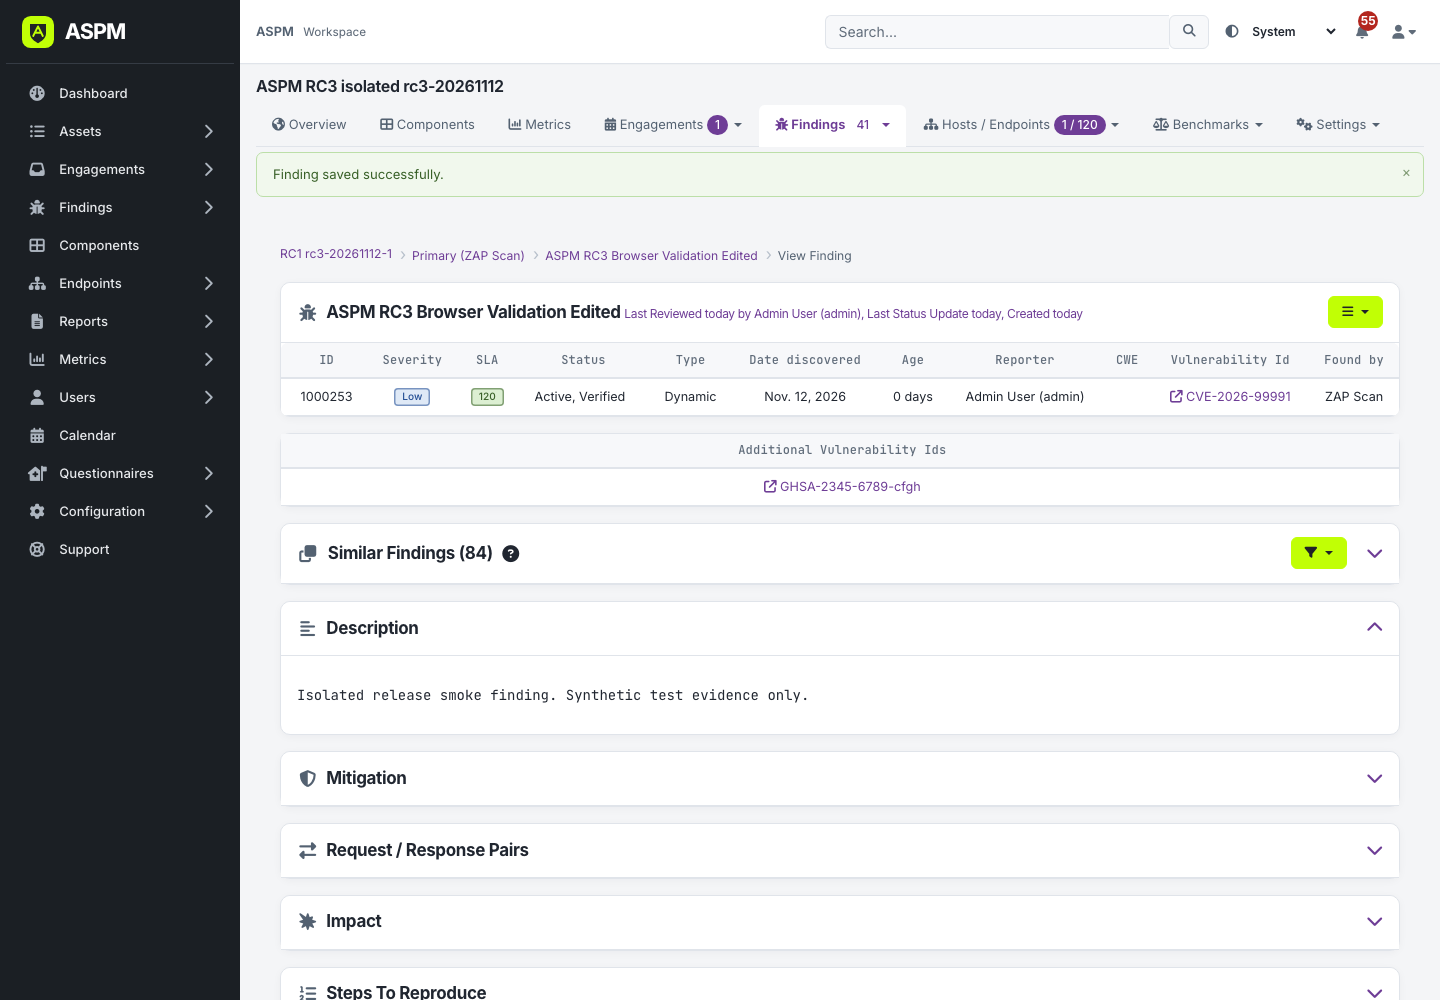 ASPM
Dashboard
Assets
Engagements
Findings
Components
Endpoints
Reports
Metrics
Users
Calendar
Questionnaires
Configuration
Support
ASPM Workspace
Search...
System
55
ASPM RC3 isolated rc3-20261112
Overview
Components
Metrics
Engagements 1
Findings 41
Hosts / Endpoints 1 / 120
Benchmarks
Settings
Finding saved successfully.
×
RC1 rc3-20261112-1
Primary (ZAP Scan)
ASPM RC3 Browser Validation Edited
View Finding
ASPM RC3 Browser Validation Edited Last Reviewed today by Admin User (admin), Last Status Update today, Created today
ID Severity SLA Status Type Date discovered Age Reporter CWE Vulnerability Id Found by
1000253 Low 120 Active, Verified Dynamic Nov. 12, 2026 0 days Admin User (admin) CVE-2026-99991 ZAP Scan
Additional Vulnerability Ids
GHSA-2345-6789-cfgh
Similar Findings (84) ?
Description
Isolated release smoke finding. Synthetic test evidence only.
Mitigation
Request / Response Pairs
Impact
Steps To Reproduce